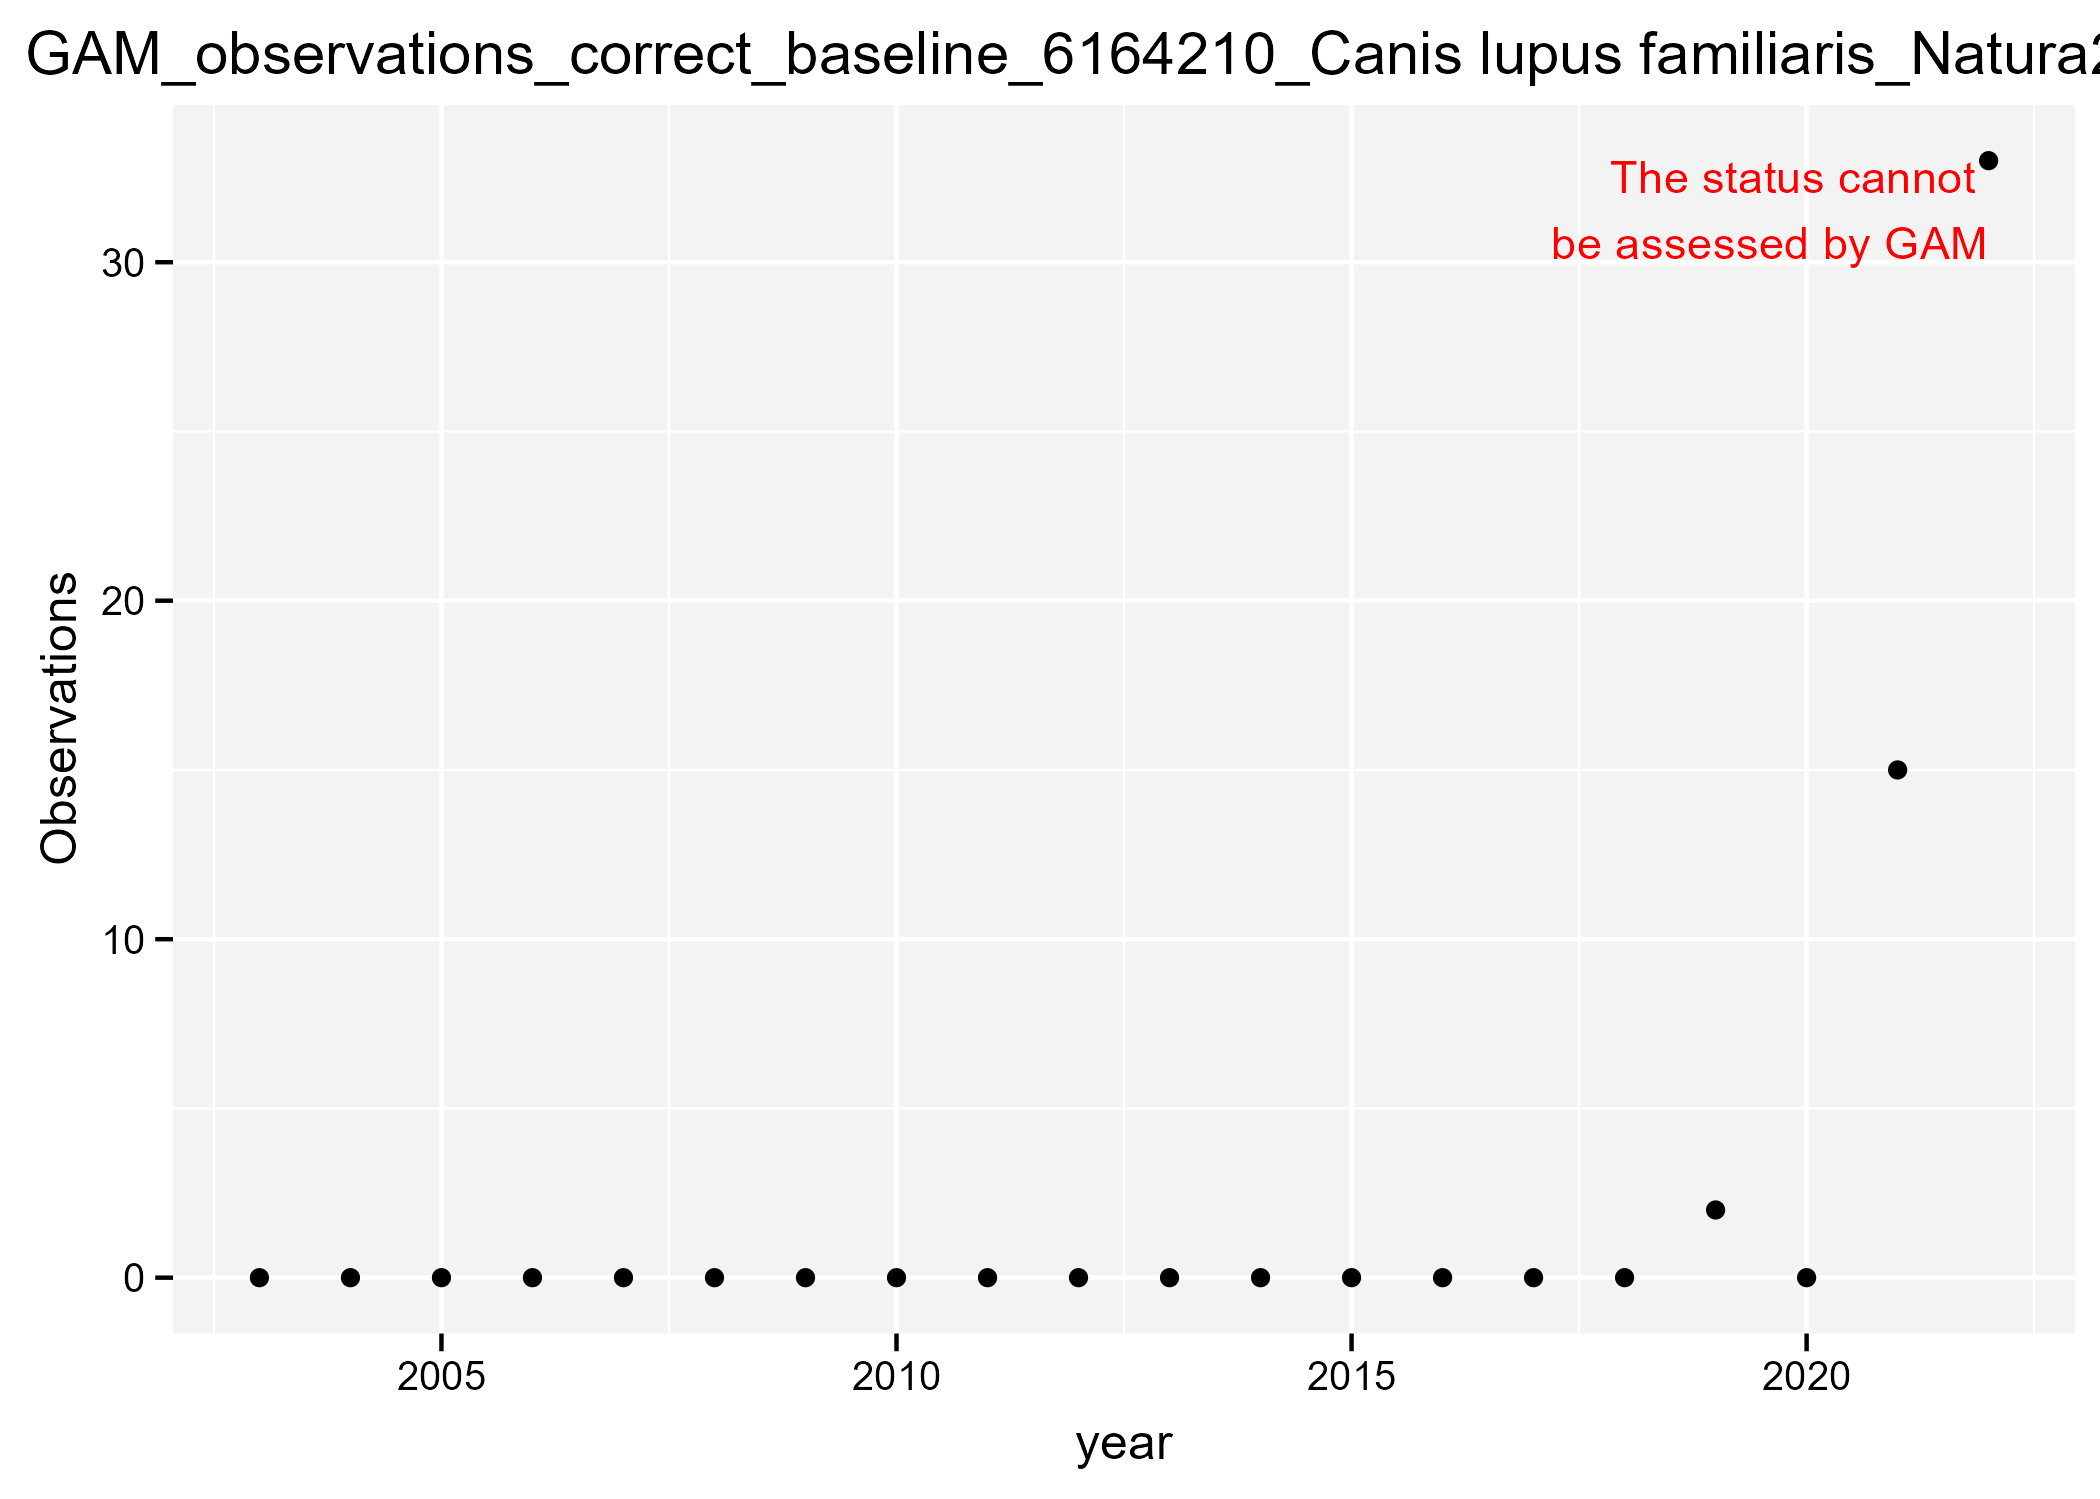 GAM_observations_correct_baseline_6164210_Canis lupus familiaris_Natura2
The status cannot
be assessed by GAM
30
20
10
0
Observations
2005 2010 2015 2020
year